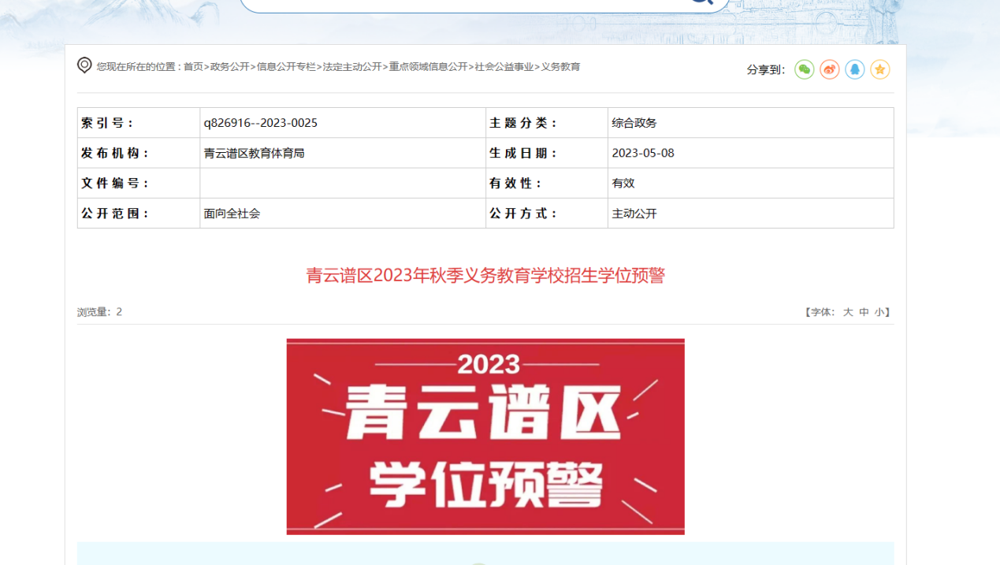 您现在所在的位置 : 首页>政务公开>信息公开专栏>法定主动公开>重点领域信息公开>社会公益事业>义务教育
分享到：
索引号： q826916--2023-0025 主题分类： 综合政务
发布机构： 青云谱区教育体育局 生成日期： 2023-05-08
文件编号： 有效性： 有效
公开范围： 面向全社会 公开方式： 主动公开
青云谱区2023年秋季义务教育学校招生学位预警
浏览量：2 【字体： 大 中 小】
2023
青云谱区
学位预警